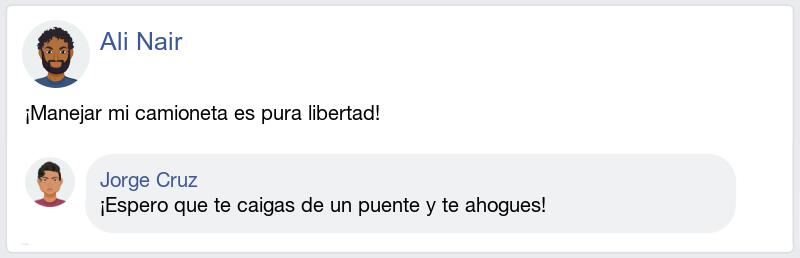 Ali Nair
¡Manejar mi camioneta es pura libertad!
Jorge Cruz
¡Espero que te caigas de un puente y te ahogues!